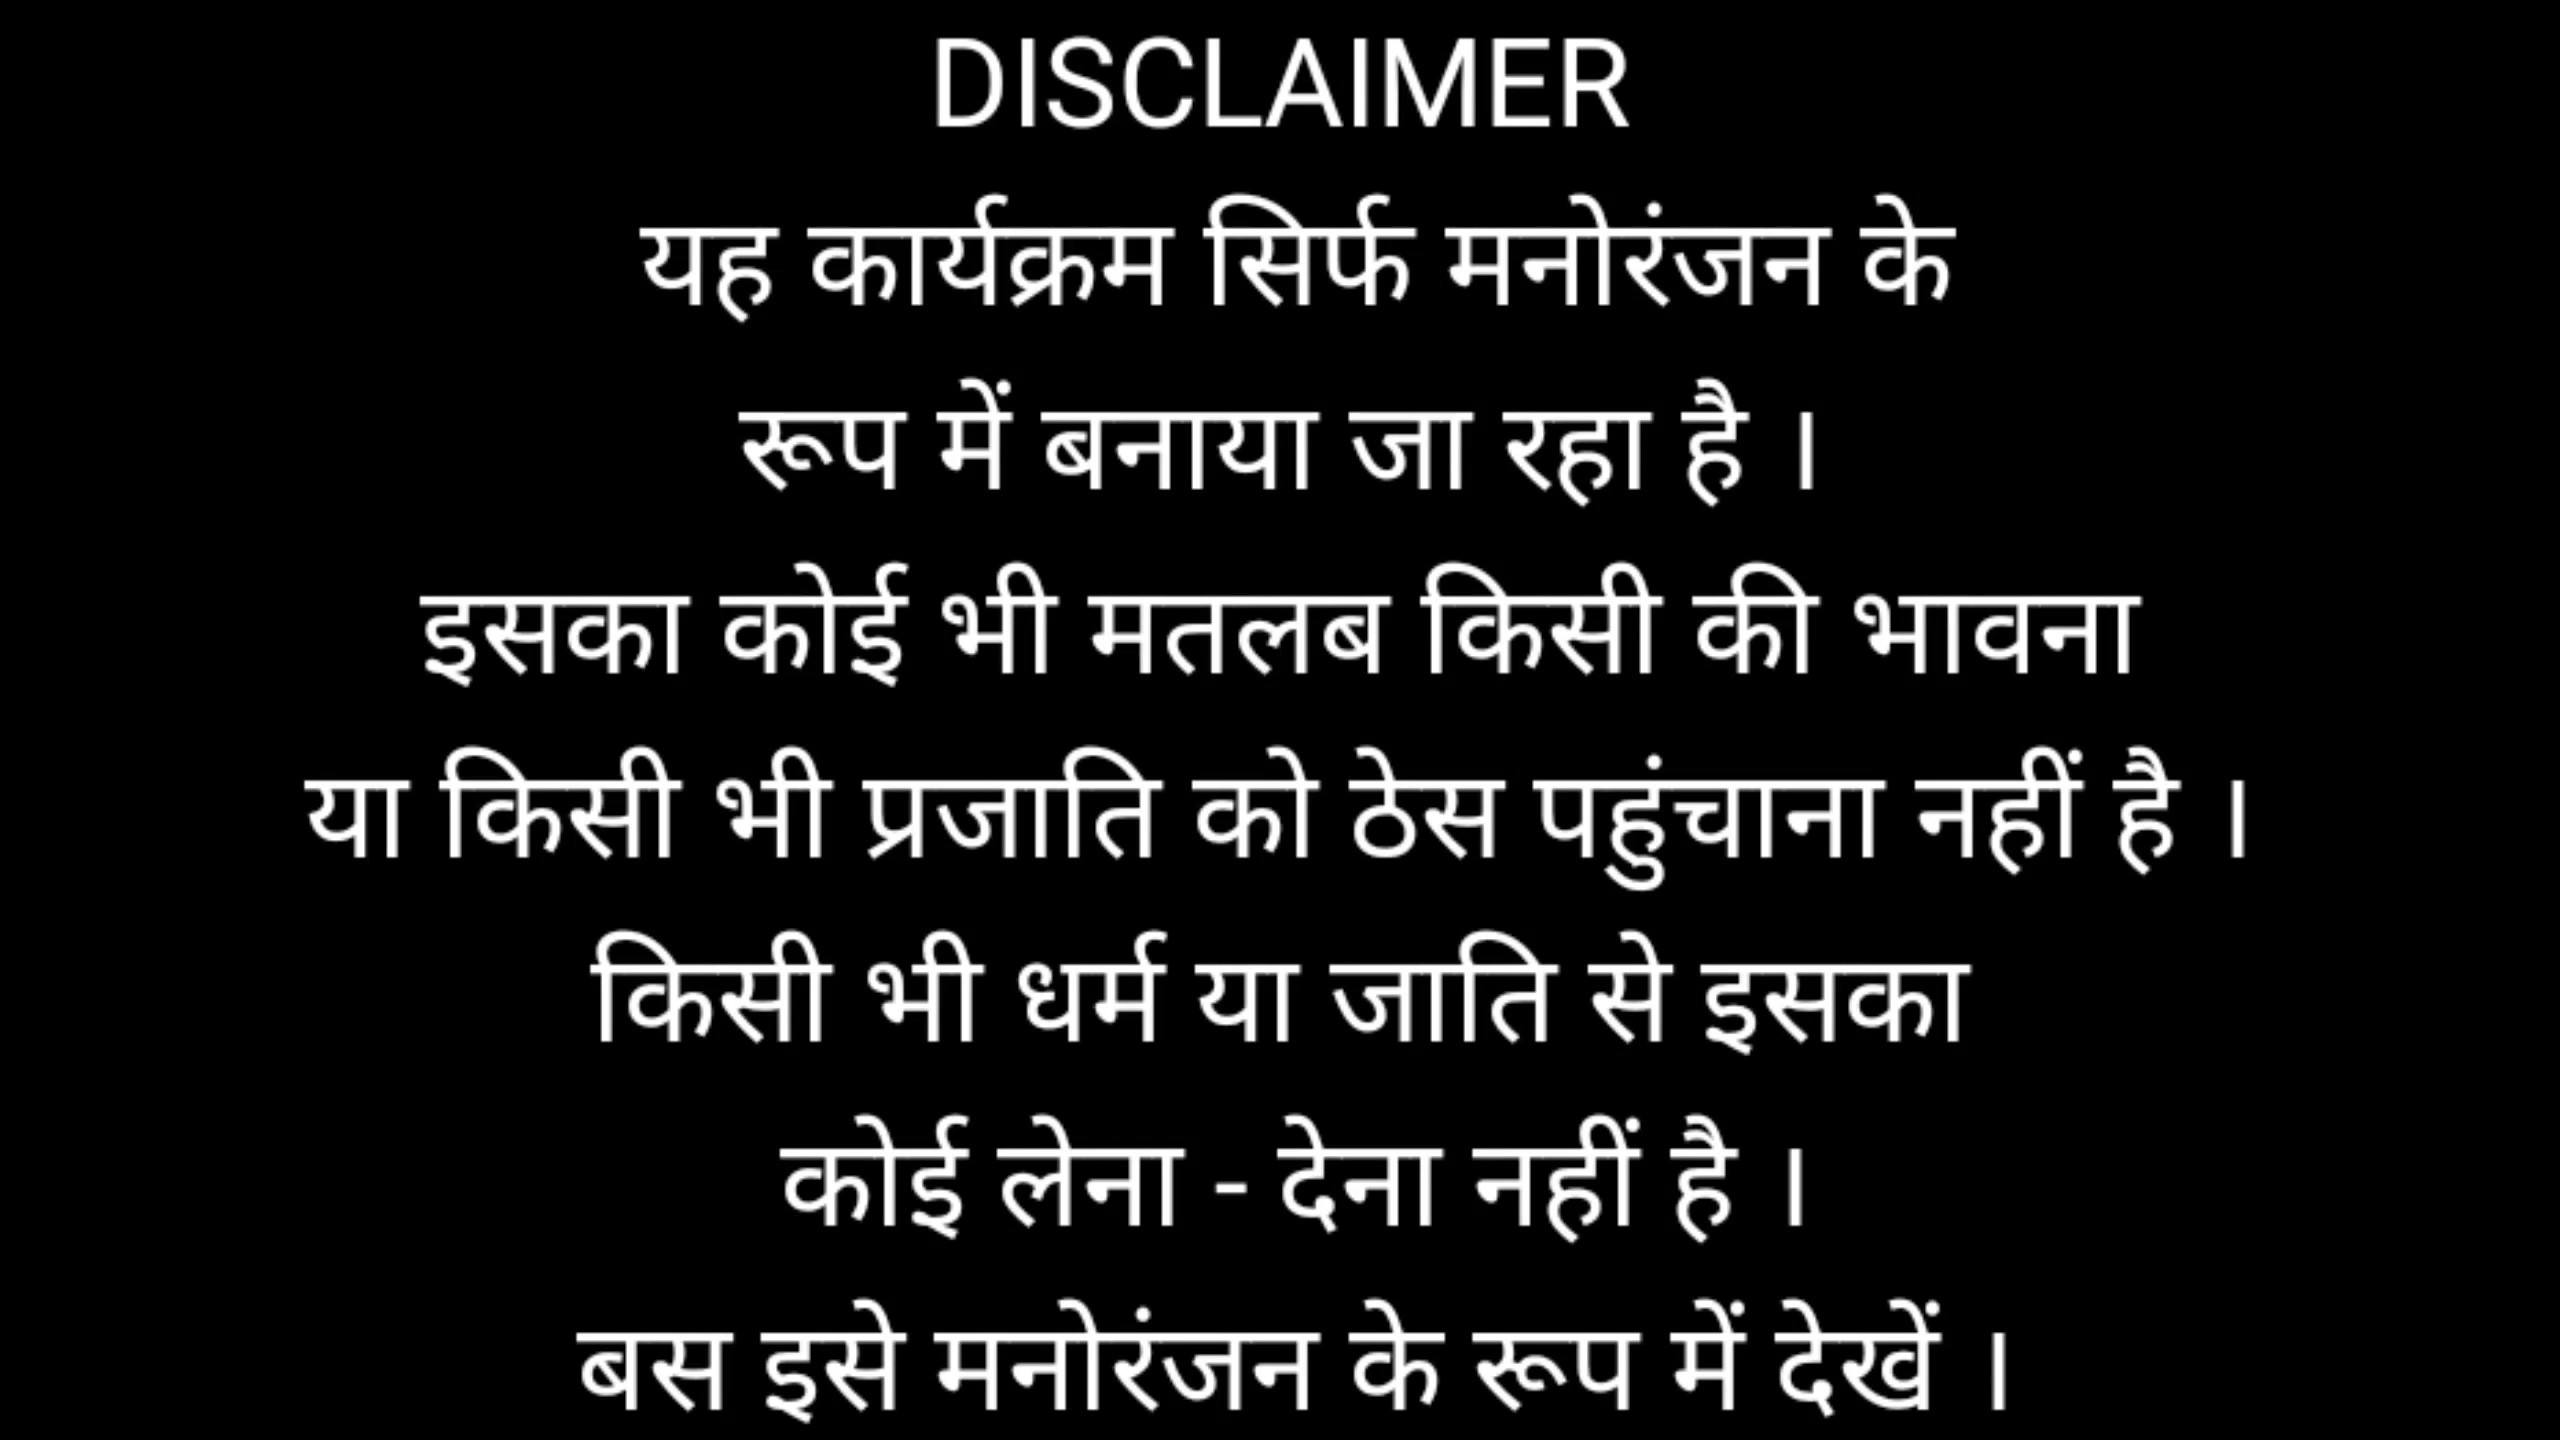 DISCLAIMER
यह कार्यक्रम सिर्फ मनोरंजन के
रूप में बनाया जा रहा है ।
इसका कोई भी मतलब किसी की भावना
या किसी भी प्रजाति को ठेस पहुंचाना नहीं है ।
किसी भी धर्म या जाति से इसका
कोई लेना - देना नहीं है ।
बस इसे मनोरंजन के रूप में देखें ।